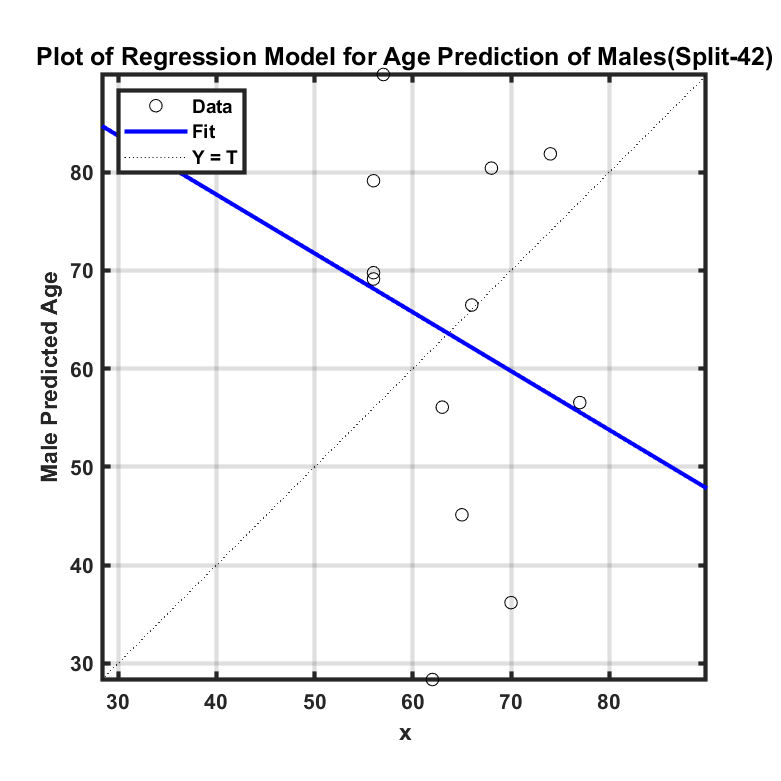 Plot of Regression Model for Age Prediction of Males(Split-42)
Data
Fit
Y = T
80
70
60
50
40
30
Male Predicted Age
30 40 50 60 70 80
x